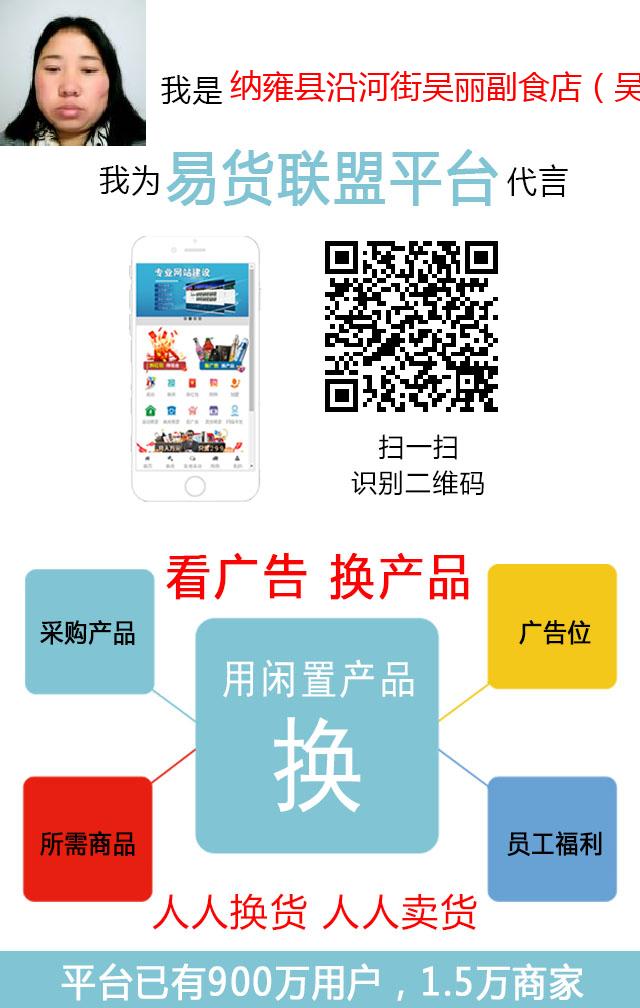 我是 纳雍县沿河街吴丽副食店（吴
我为 易货联盟平台 代言
专业网站建设
扫一扫
识别二维码
看广告 换产品
采购产品
广告位
用闲置产品
换
所需商品
员工福利
人人换货 人人卖货
平台已有900万用户，1.5万商家